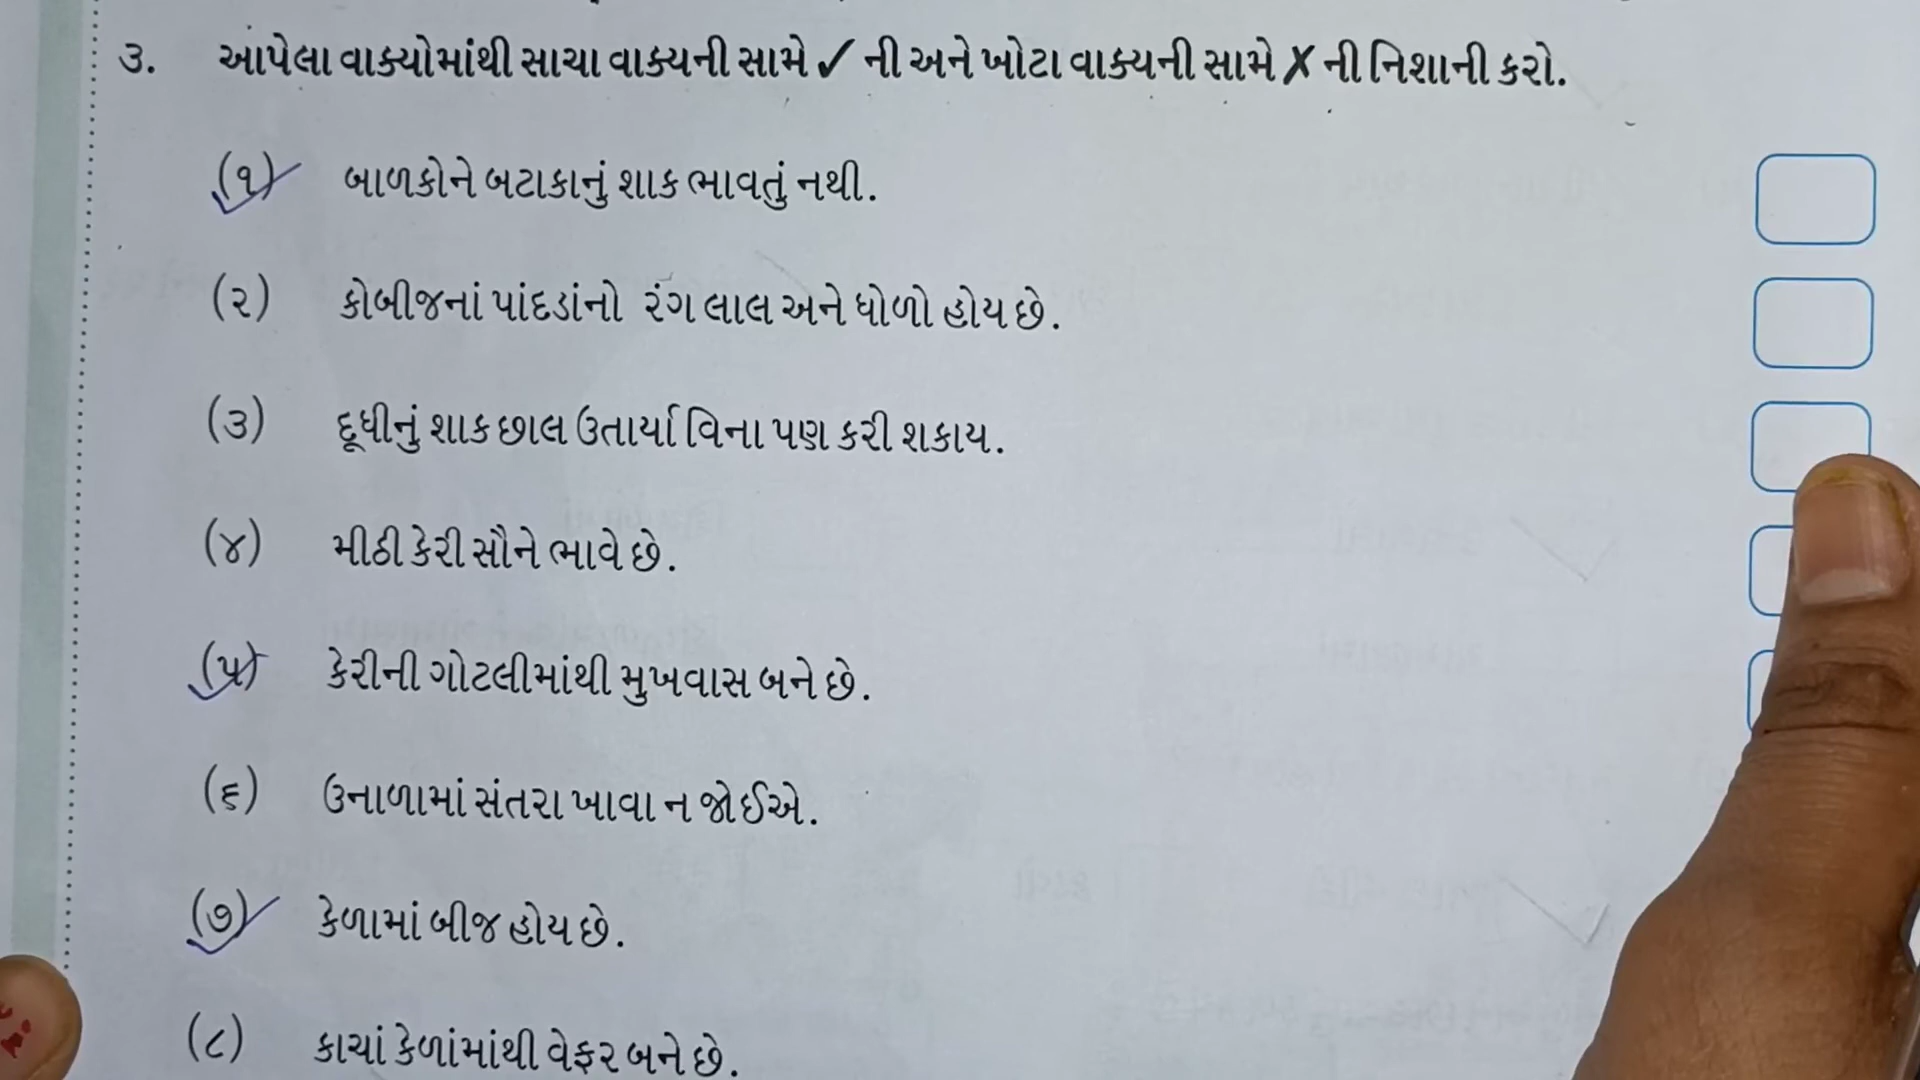 ૩. આપેલા વાક્યોમાંથી સાચા વાક્યની સામે ✓ ની અને ખોટા વાક્યની સામે ✗ ની નિશાની કરો.
(૧) બાળકોને બટાકાનું શાક ભાવતું નથી.
(૨) કોબીજનાં પાંદડાંનો રંગ લાલ અને ધોળો હોય છે.
(૩) દૂધીનું શાક છાલ ઉતાર્યા વિના પણ કરી શકાય.
(૪) મીઠી કેરી સૌને ભાવે છે.
(૫) કેરીની ગોટલીમાંથી મુખવાસ બને છે.
(૬) ઉનાળામાં સંતરા ખાવા ન જોઈએ.
(૭) કેળામાં બીજ હોય છે.
(૮) કાચાં કેળાંમાંથી વેફર બને છે.